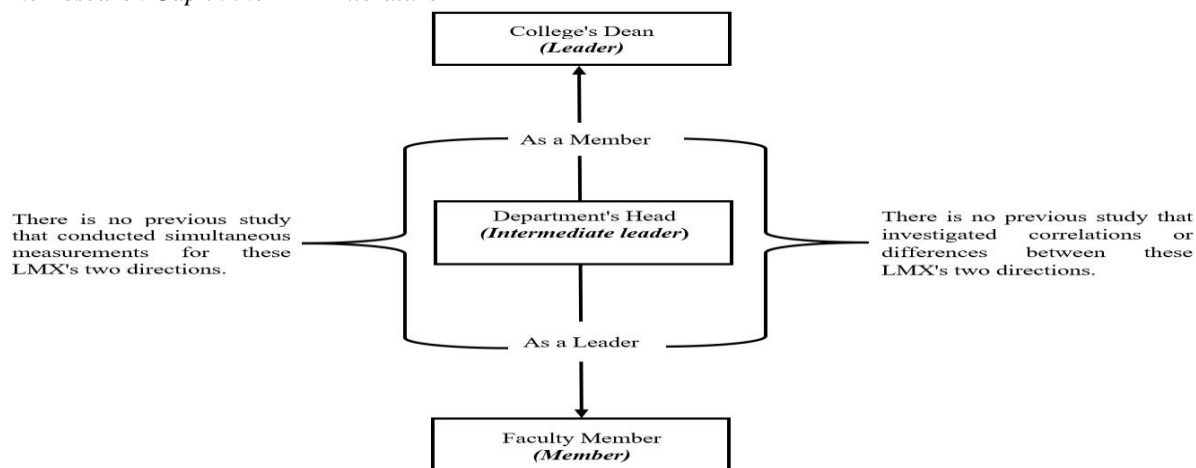 College's Dean
(Leader)
As a Member
There is no previous study
that conducted simultaneous
measurements for these
LMX's two directions.
Department's Head
(Intermediate leader)
There is no previous study that
investigated correlations or
differences between these
LMX's two directions.
As a Leader
Faculty Member
(Member)